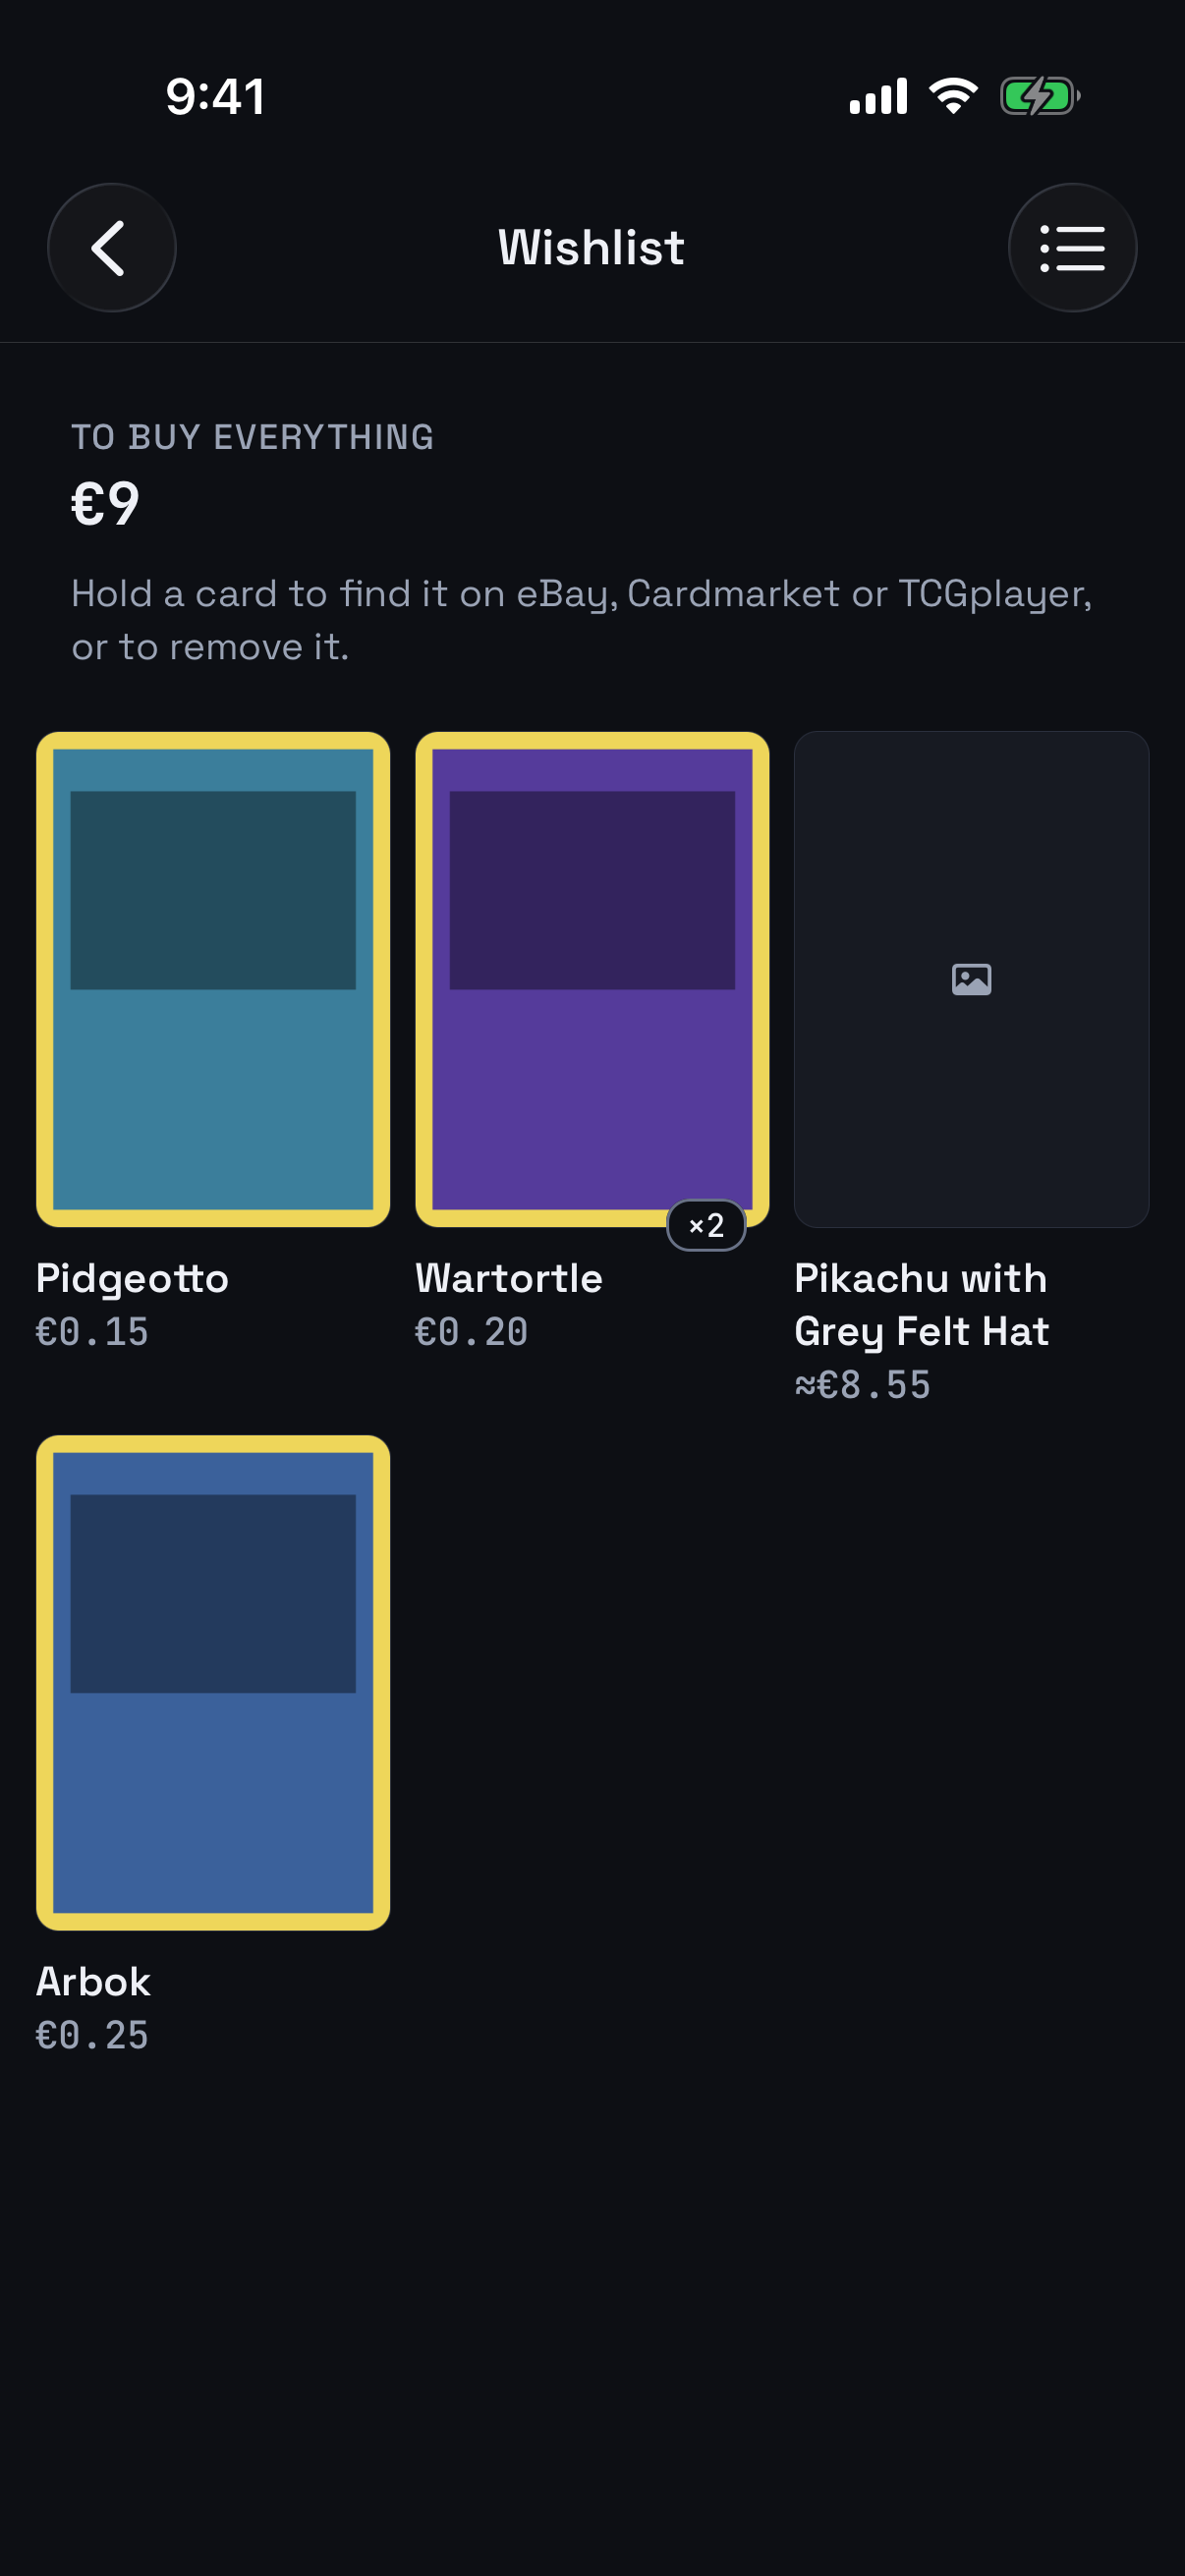 9:41
Wishlist
TO BUY EVERYTHING
€9
Hold a card to find it on eBay, Cardmarket or TCGplayer,
or to remove it.
×2
Pidgeotto
€0.15
Wartortle
€0.20
Pikachu with
Grey Felt Hat
≈€8.55
Arbok
€0.25